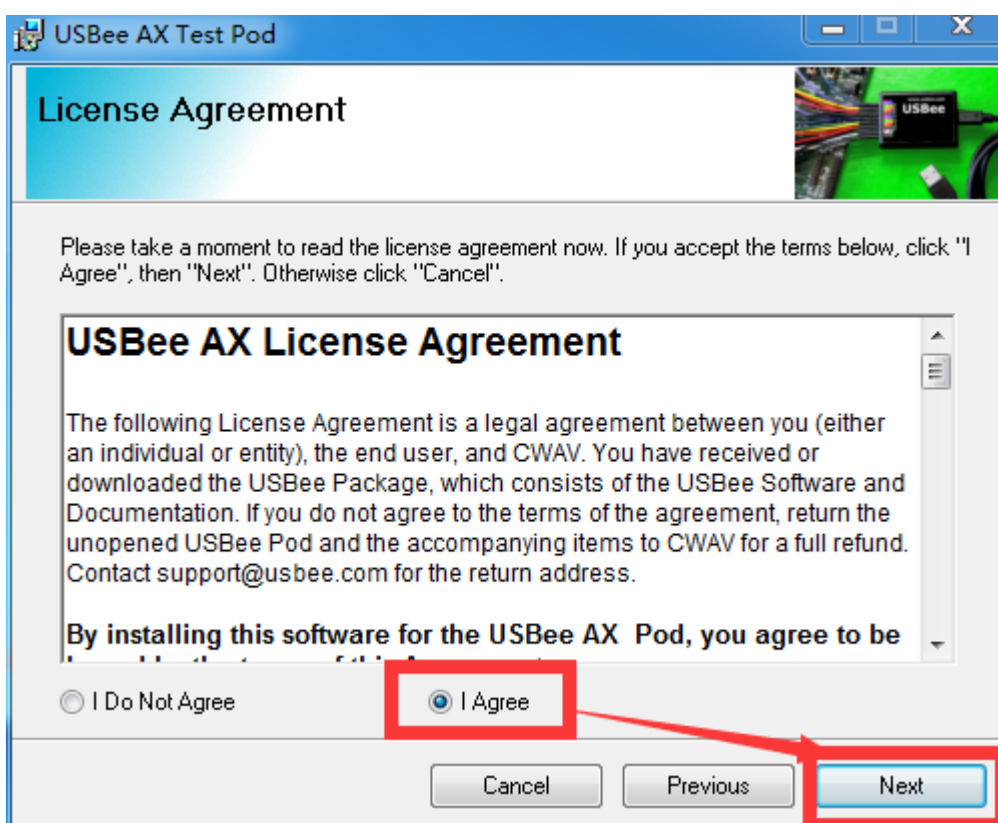 USBee AX Test Pod
License Agreement
USBee
Please take a moment to read the license agreement now. If you accept the terms below, click "I
Agree", then "Next". Otherwise click "Cancel".
USBee AX License Agreement
The following License Agreement is a legal agreement between you (either
an individual or entity), the end user, and CWAV. You have received or
downloaded the USBee Package, which consists of the USBee Software and
Documentation. If you do not agree to the terms of the agreement, return the
unopened USBee Pod and the accompanying items to CWAV for a full refund.
Contact support@usbee.com for the return address.
By installing this software for the USBee AX  Pod, you agree to be
I Do Not Agree
I Agree
Cancel
Previous
Next